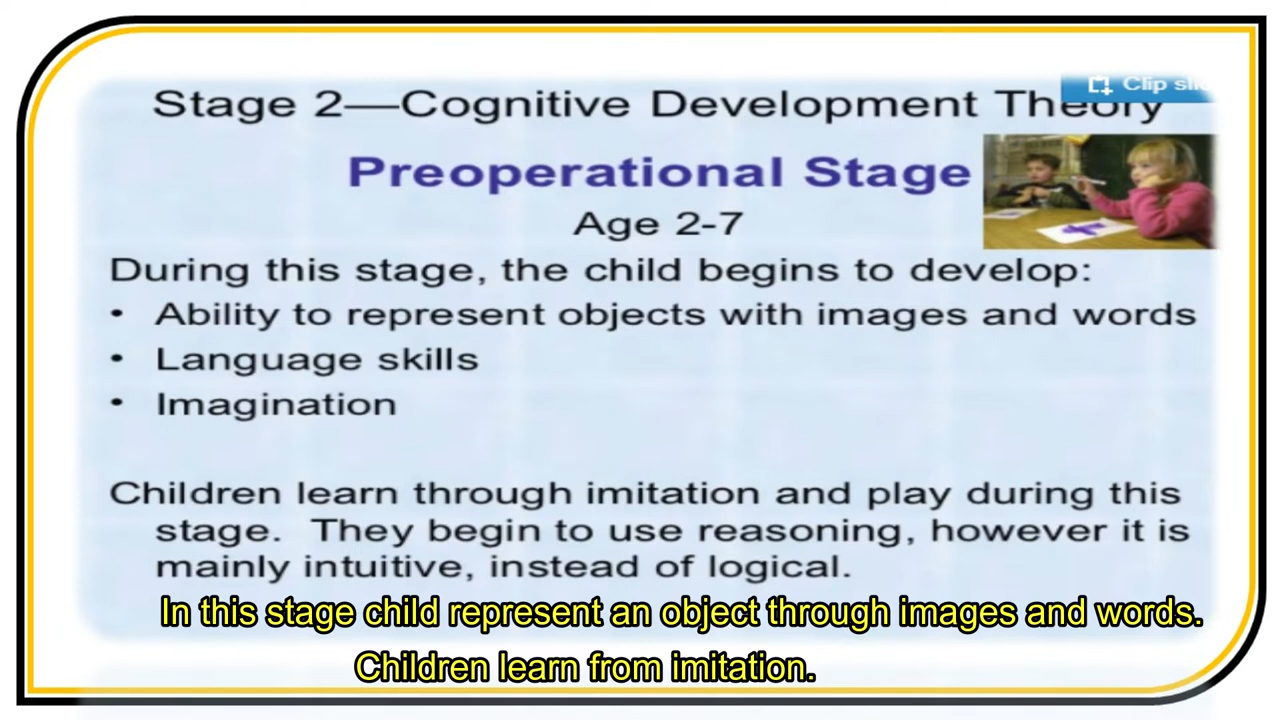 Clip
Stage 2—Cognitive Development Theory
Preoperational Stage
Age 2-7
During this stage, the child begins to develop:
• Ability to represent objects with images and words
• Language skills
• Imagination
Children learn through imitation and play during this
stage. They begin to use reasoning, however it is
mainly intuitive, instead of logical.
In this stage child represent an object through images and words.
Children learn from imitation.